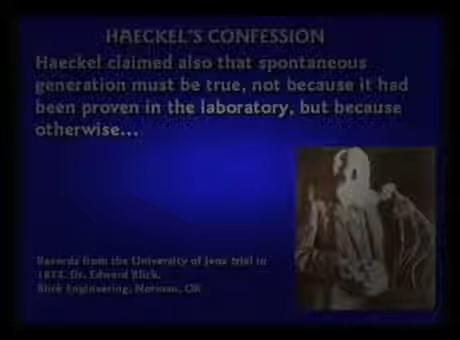 HAECKEL'S CONFESSION
Haeckel claimed also that spontaneous
generation must be true, not because it had
been proven in the laboratory, but because
otherwise...
Records from the University of Jena trial in
Dr. Edward Blick,
Blick Engineering, Norman, OK